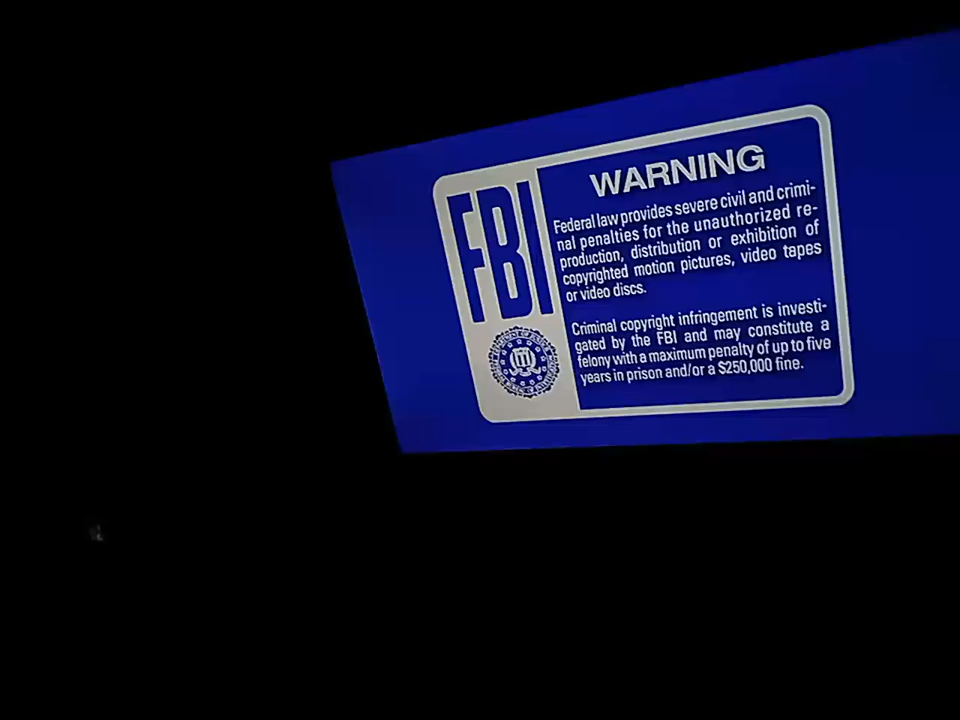 FBI
WARNING
Federal law provides severe civil and crimi-
nal penalties for the unauthorized re-
production, distribution or exhibition of
copyrighted motion pictures, video tapes
or video discs.
Criminal copyright infringement is investi-
gated by the FBI and may constitute a
felony with a maximum penalty of up to five
years in prison and/or a $250,000 fine.